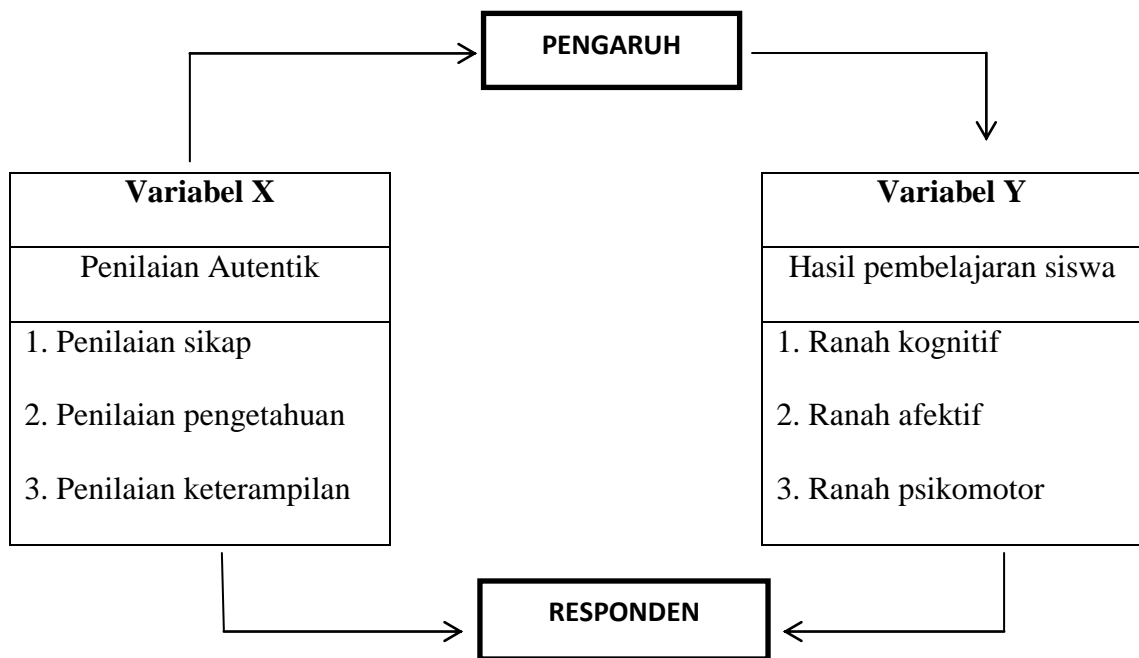 PENGARUH
Variabel X
Penilaian Autentik
1. Penilaian sikap
2. Penilaian pengetahuan
3. Penilaian keterampilan
Variabel Y
Hasil pembelajaran siswa
1. Ranah kognitif
2. Ranah afektif
3. Ranah psikomotor
RESPONDEN